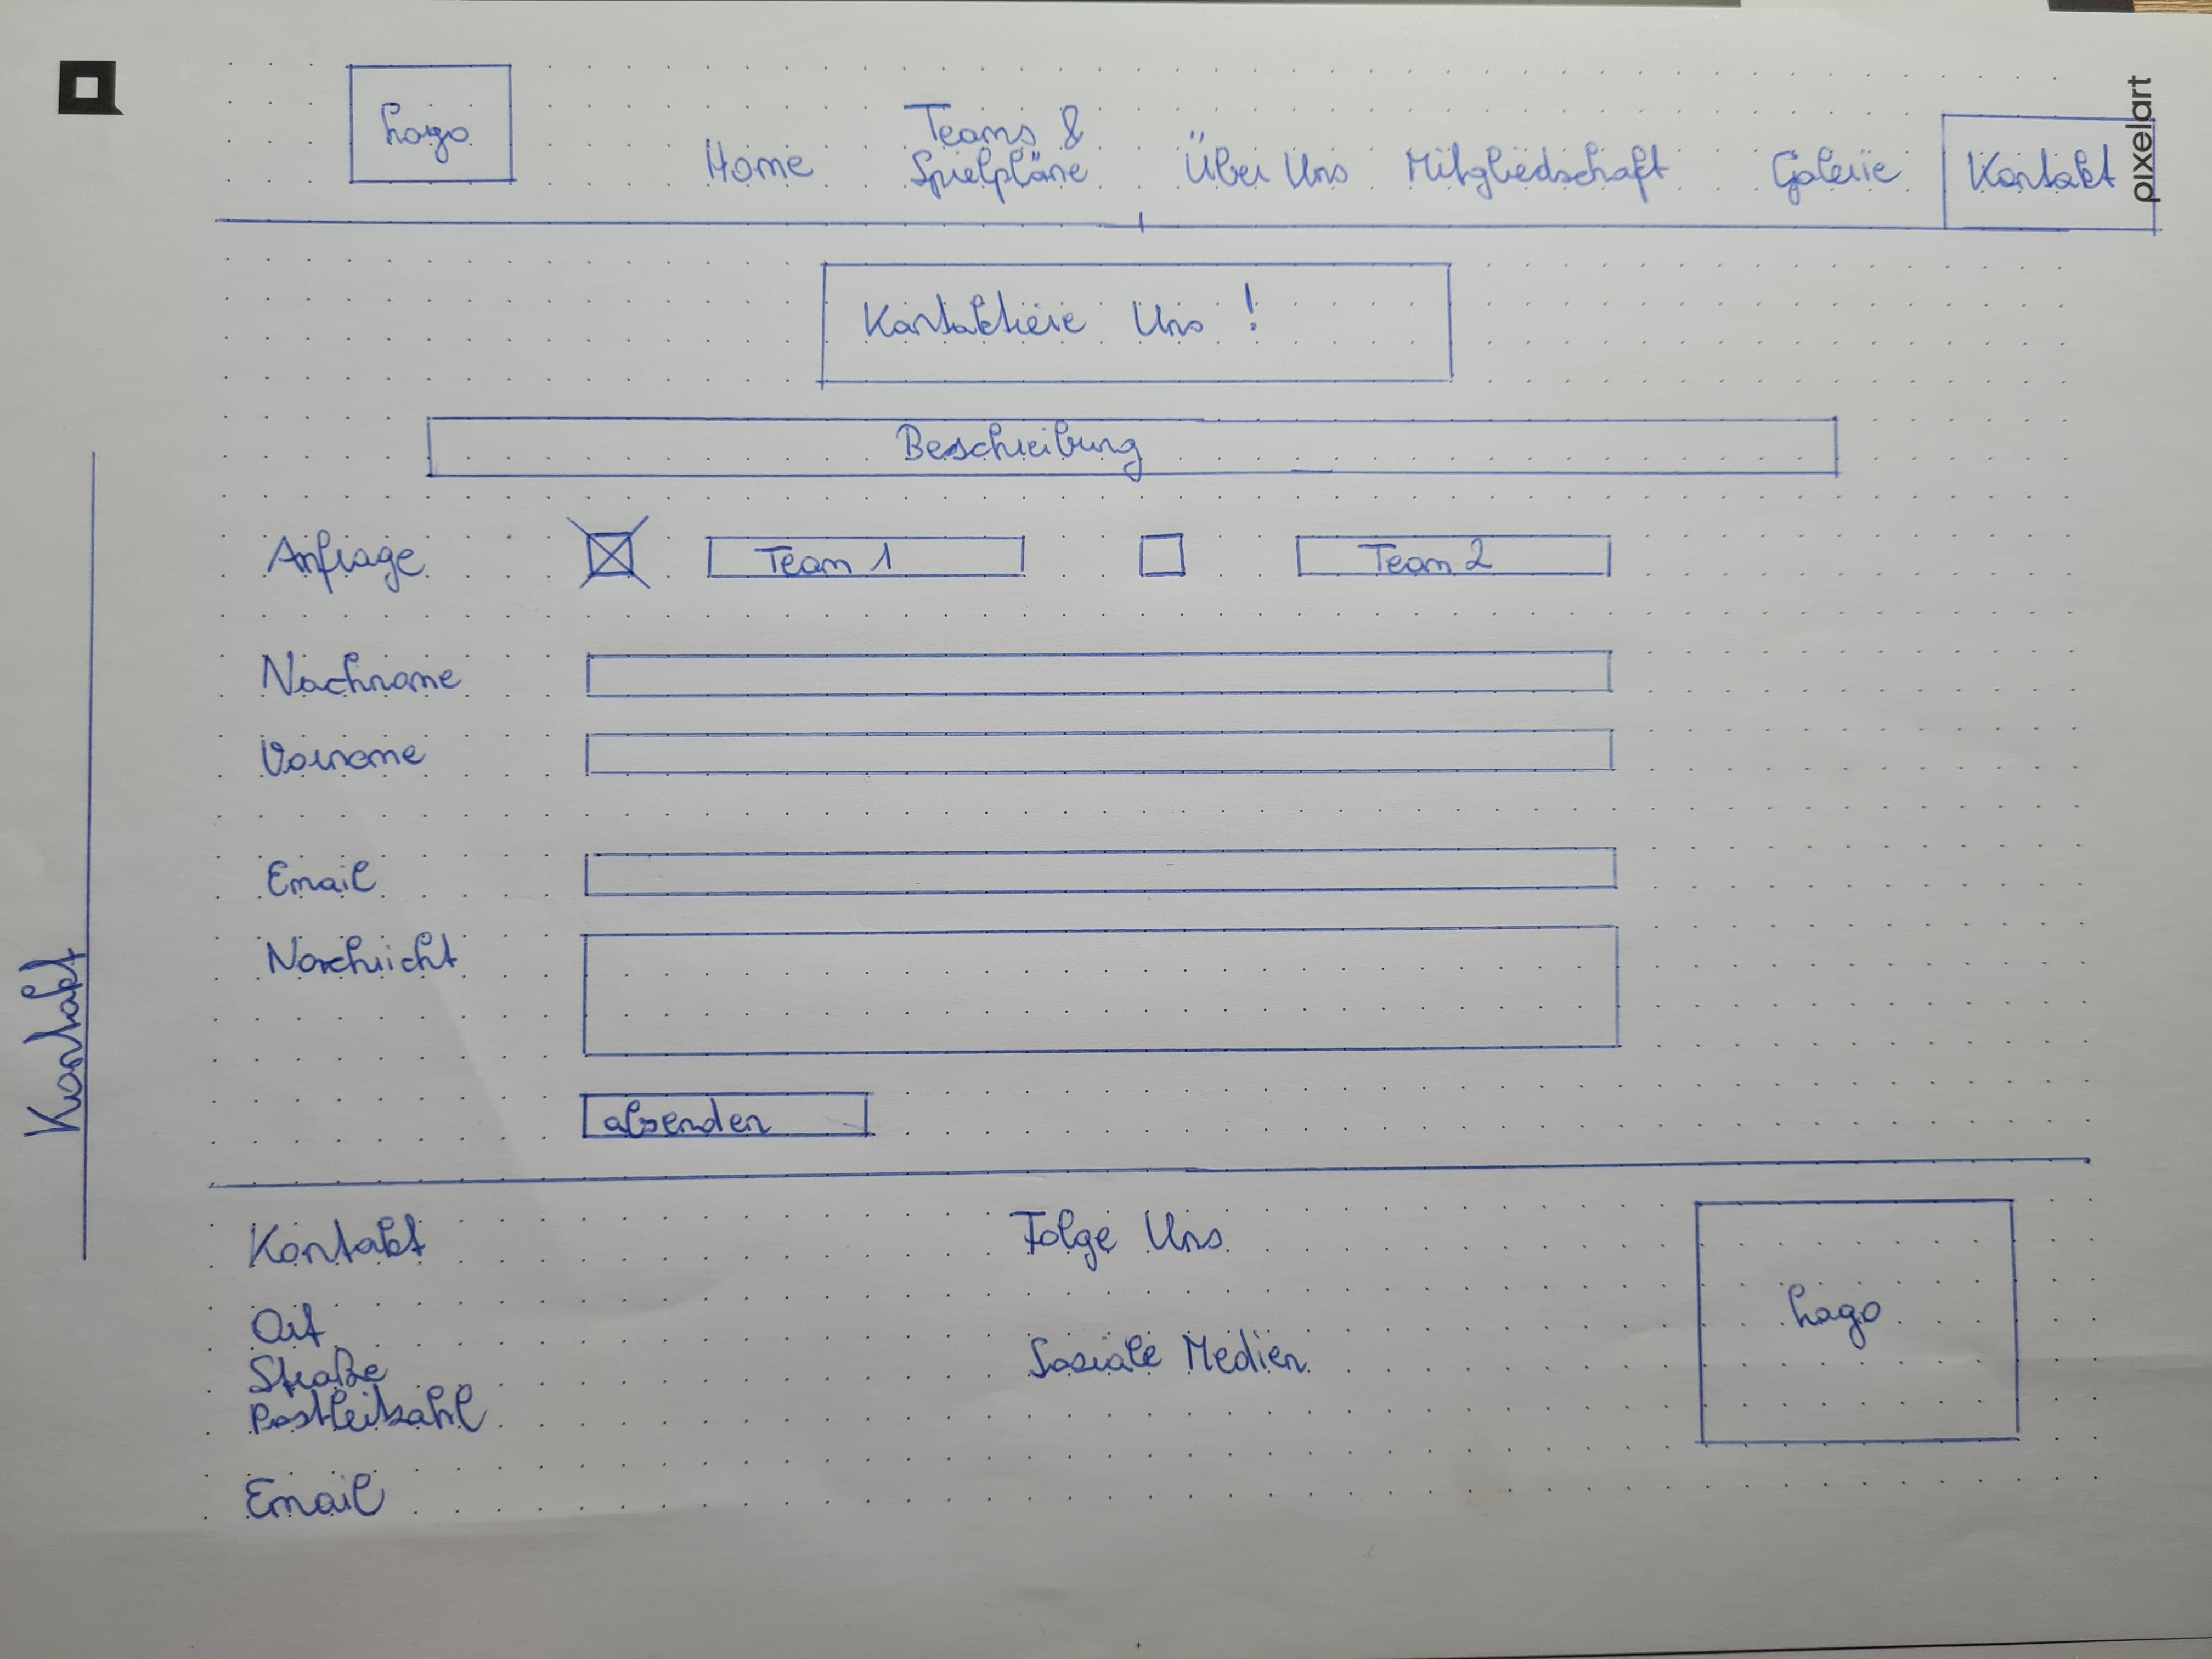 Logo
Home Teams & Spielpläne Über Uns Mitgliedschaft Galerie Kontakt
pixelart
Kontaktiere Uns !
Beschreibung
Anfrage Team 1 Team 2
Nachname
Vorname
Email
Nachricht
absenden
Kontakt
Kontakt Folge Uns
Logo
Ort
Straße Soziale Medien
Postleitzahl
Email